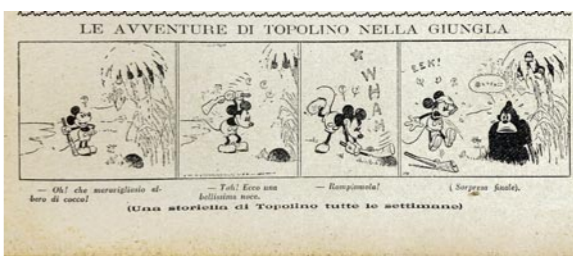 LE AVVENTURE DI TOPOLINO NELLA GIUNGLA
WHAM
EEK!
— Oh! che meraviglioso al-
bero di cocco!
— Toh! Ecco una
bellissima noce.
— Rompiamola!
(Sorpresa finale).
(Una storiella di Topolino tutte le settimane)